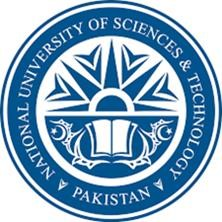 NATIONAL UNIVERSITY OF SCIENCES & TECHNOLOGY
PAKISTAN